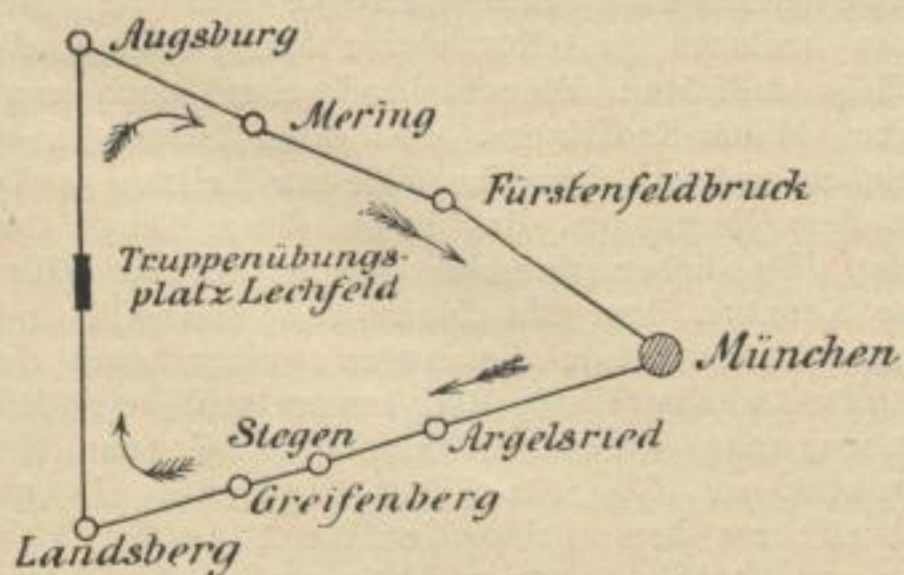 Augsburg
Mering
Fürstenfeldbruck
Truppenübungs-
platz Lechfeld
München
Stegen
Argelsried
Greifenberg
Landsberg